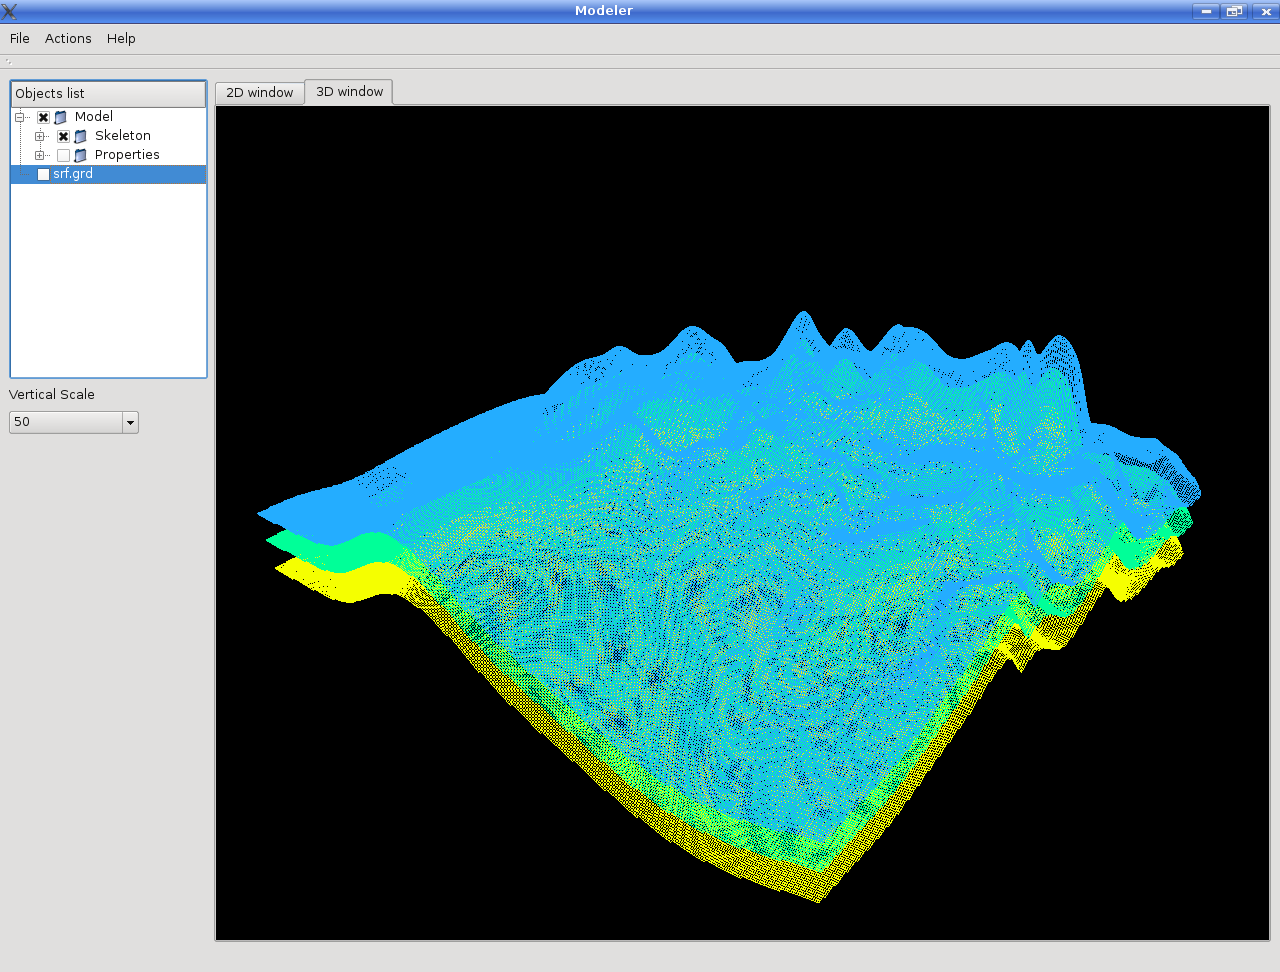 Modeler
File Actions Help
Objects list
2D window 3D window
Model
Skeleton
Properties
srf.grd
Vertical Scale
50